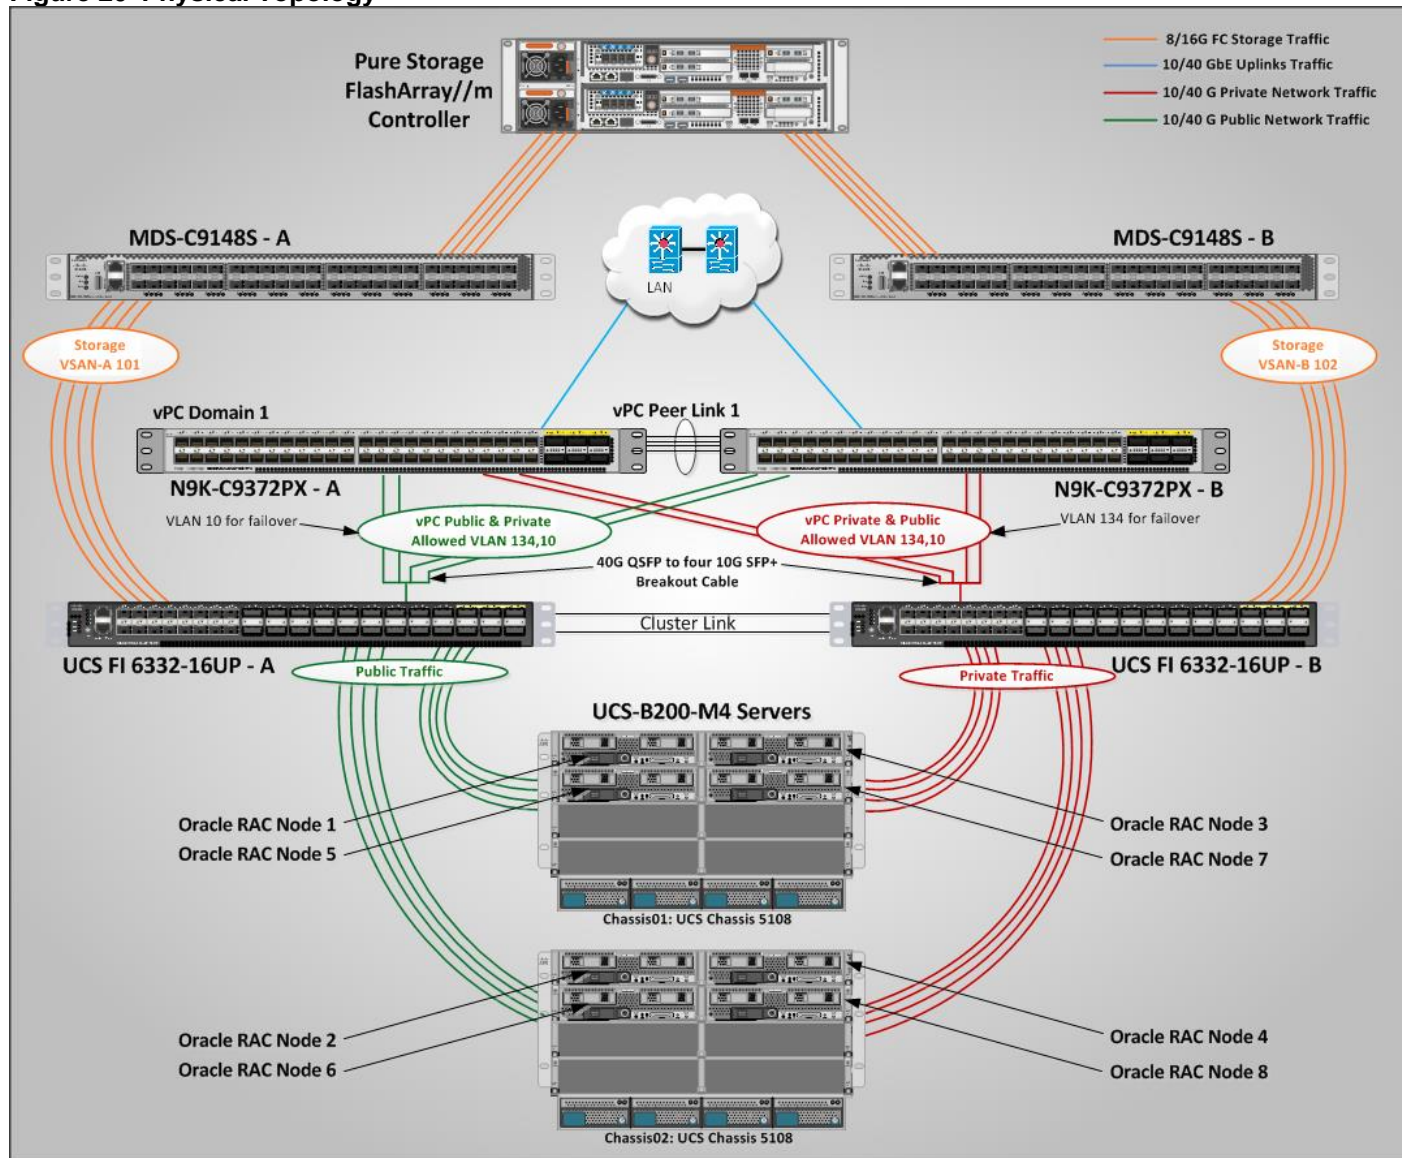 Figure 20 Physical Topology
Pure Storage
FlashArray//m
Controller
8/16G FC Storage Traffic
10/40 GbE Uplinks Traffic
10/40 G Private Network Traffic
10/40 G Public Network Traffic
MDS-C9148S - A
MDS-C9148S - B
LAN
Storage
VSAN-A 101
Storage
VSAN-B 102
vPC Domain 1
vPC Peer Link 1
N9K-C9372PX - A
N9K-C9372PX - B
VLAN 10 for failover
vPC Public & Private
Allowed VLAN 134,10
vPC Private & Public
Allowed VLAN 134,10
VLAN 134 for failover
40G QSFP to four 10G SFP+
Breakout Cable
Cluster Link
UCS FI 6332-16UP - A
UCS FI 6332-16UP - B
Public Traffic
Private Traffic
UCS-B200-M4 Servers
Oracle RAC Node 1
Oracle RAC Node 5
Oracle RAC Node 3
Oracle RAC Node 7
Chassis01: UCS Chassis 5108
Oracle RAC Node 2
Oracle RAC Node 6
Oracle RAC Node 4
Oracle RAC Node 8
Chassis02: UCS Chassis 5108